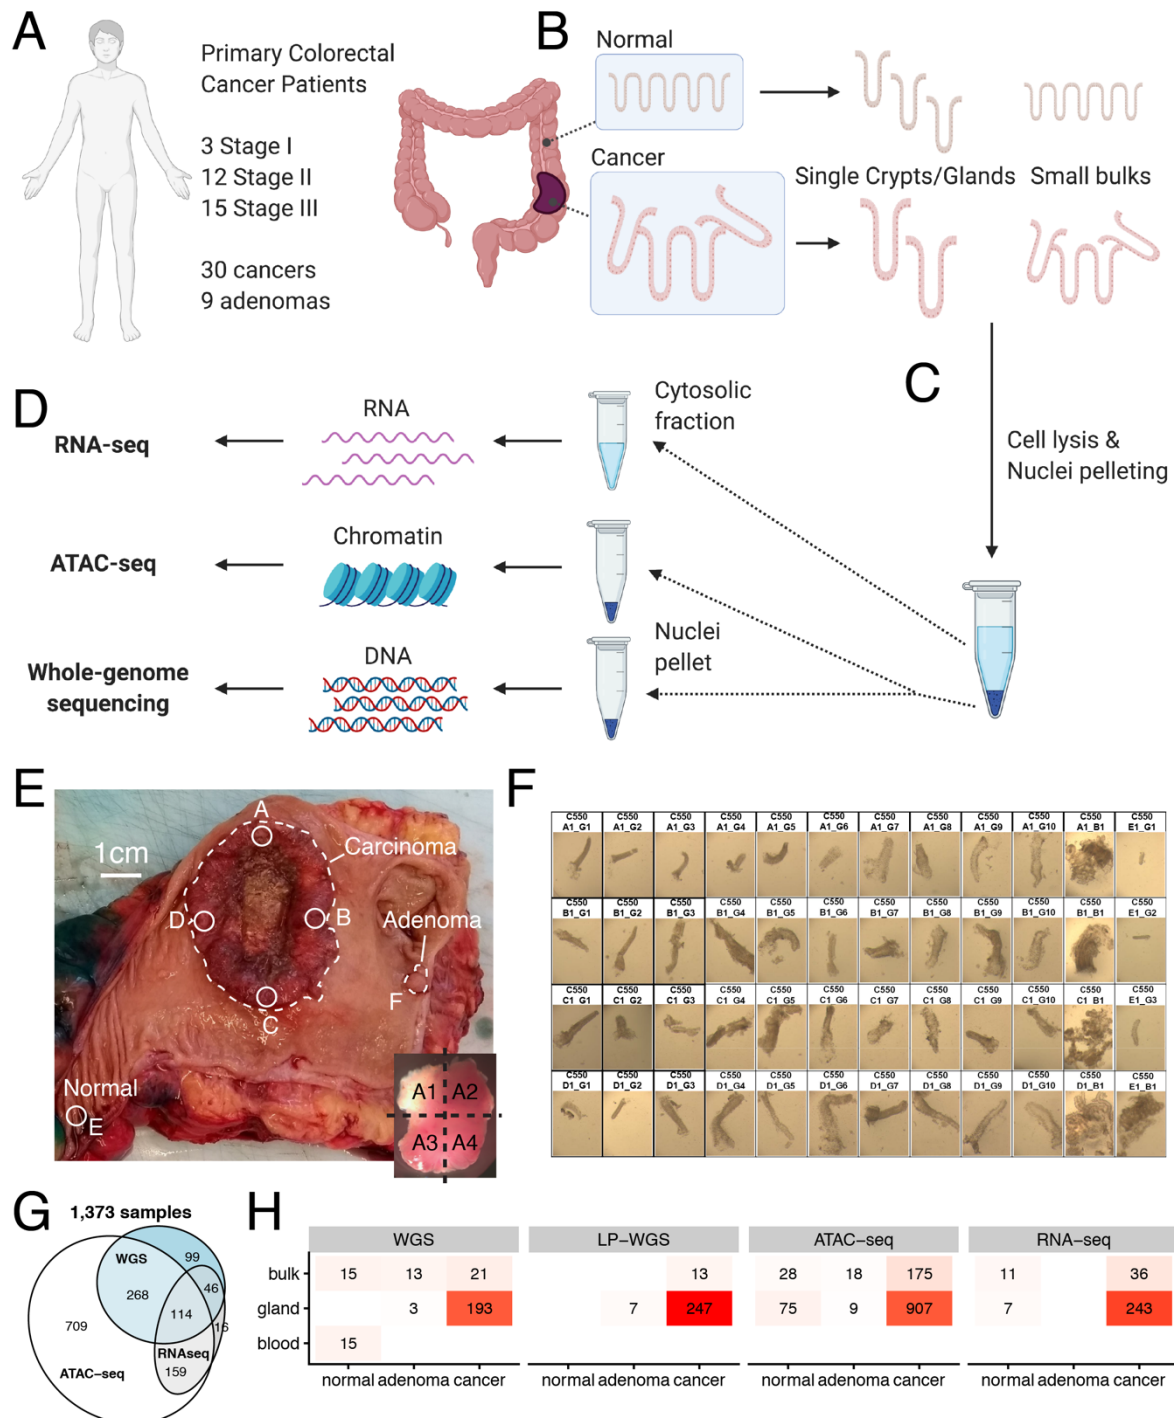 A
Primary Colorectal
Cancer Patients
3 Stage I
12 Stage II
15 Stage III
30 cancers
9 adenomas
B
Normal
Cancer
Single Crypts/Glands
Small bulks
C
Cell lysis &
Nuclei pelleting
D
RNA-seq
RNA
Cytosolic
fraction
ATAC-seq
Chromatin
Whole-genome
sequencing
DNA
Nuclei
pellet
E
1cm
A
Carcinoma
D
B
Adenoma
F
C
Normal
E
A1 A2
A3 A4
F
C550 C550 C550 C550 C550 C550 C550 C550 C550 C550 C550 C550
A1_G1 A1_G2 A1_G3 A1_G4 A1_G5 A1_G6 A1_G7 A1_G8 A1_G9 A1_G10 A1_B1 E1_G1
C550 C550 C550 C550 C550 C550 C550 C550 C550 C550 C550 C550
B1_G1 B1_G2 B1_G3 B1_G4 B1_G5 B1_G6 B1_G7 B1_G8 B1_G9 B1_G10 B1_B1 E1_G2
C550 C550 C550 C550 C550 C550 C550 C550 C550 C550 C550 C550
C1_G1 C1_G2 C1_G3 C1_G4 C1_G5 C1_G6 C1_G7 C1_G8 C1_G9 C1_G10 C1_B1 E1_G3
C550 C550 C550 C550 C550 C550 C550 C550 C550 C550 C550 C550
D1_G1 D1_G2 D1_G3 D1_G4 D1_G5 D1_G6 D1_G7 D1_G8 D1_G9 D1_G10 D1_B1 E1_B1
G
1,373 samples
WGS
99
268
46
114
709
16
RNAseq
ATAC-seq
159
H
WGS LP-WGS ATAC-seq RNA-seq
bulk 15 13 21 13 28 18 175 11 36
gland 3 193 7 247 75 9 907 7 243
blood 15
normal adenoma cancer normal adenoma cancer normal adenoma cancer normal adenoma cancer